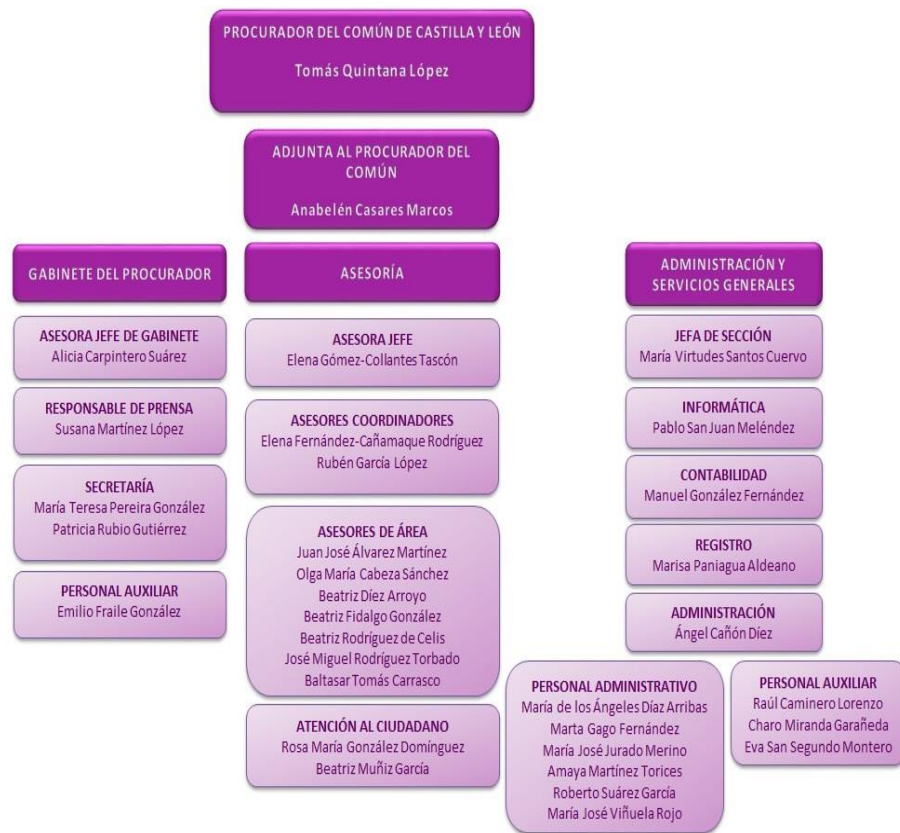 PROCURADOR DEL COMÚN DE CASTILLA Y LEÓN
Tomás Quintana López
ADJUNTA AL PROCURADOR DEL
COMÚN
Anabelén Casares Marcos
GABINETE DEL PROCURADOR
ASESORA JEFE DE GABINETE
Alicia Carpintero Suárez
RESPONSABLE DE PRENSA
Susana Martínez López
SECRETARÍA
María Teresa Pereira González
Patricia Rubio Gutiérrez
PERSONAL AUXILIAR
Emilio Fraile González
ASESORÍA
ASESORA JEFE
Elena Gómez-Collantes Tascón
ASESORES COORDINADORES
Elena Fernández-Cañamaque Rodríguez
Rubén García López
ASESORES DE ÁREA
Juan José Álvarez Martínez
Olga María Cabeza Sánchez
Beatriz Díez Arroyo
Beatriz Fidalgo González
Beatriz Rodríguez de Celis
José Miguel Rodríguez Torbado
Baltasar Tomás Carrasco
ATENCIÓN AL CIUDADANO
Rosa María González Domínguez
Beatriz Muñiz García
ADMINISTRACIÓN Y
SERVICIOS GENERALES
JEFA DE SECCIÓN
María Virtudes Santos Cuervo
INFORMÁTICA
Pablo San Juan Meléndez
CONTABILIDAD
Manuel González Fernández
REGISTRO
Marisa Paniagua Aldeano
ADMINISTRACIÓN
Ángel Cañón Díez
PERSONAL ADMINISTRATIVO
María de los Ángeles Díaz Arribas
Marta Gago Fernández
María José Jurado Merino
Amaya Martínez Torices
Roberto Suárez García
María José Viñuela Rojo
PERSONAL AUXILIAR
Raúl Caminero Lorenzo
Charo Miranda Garañeda
Eva San Segundo Montero